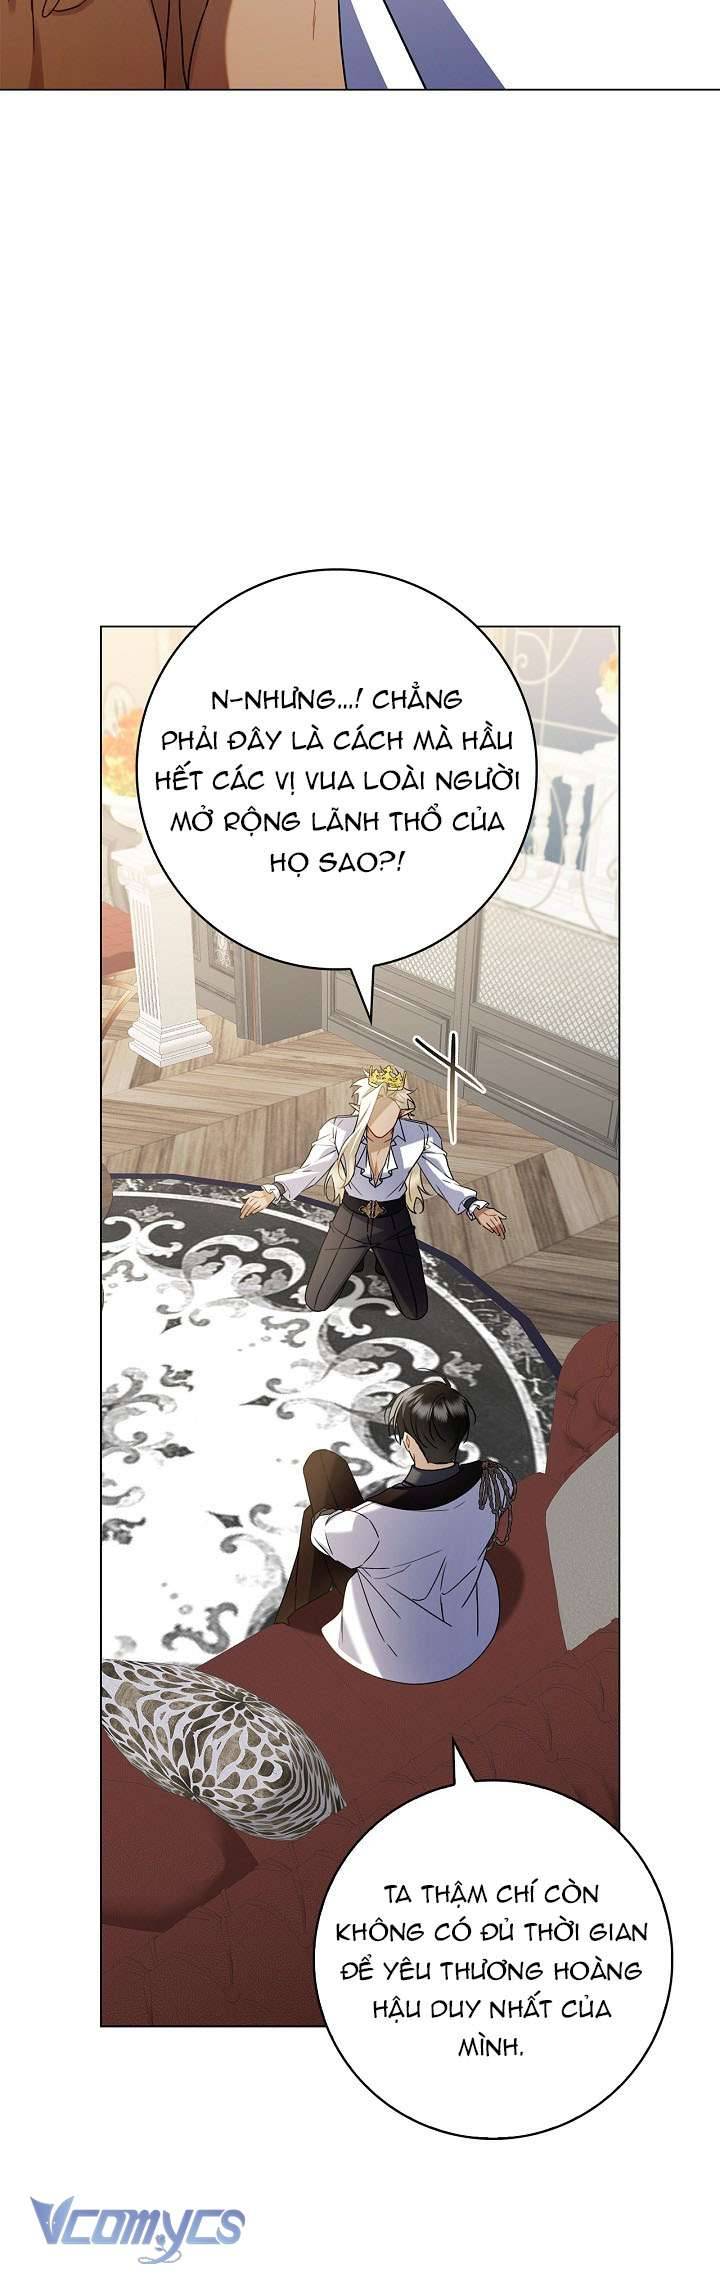 N-NHƯNG...! CHẲNG
PHẢI ĐÂY LÀ CÁCH MÀ HẦU
HẾT CÁC VỊ VUA LOÀI NGƯỜI
MỞ RỘNG LÃNH THỔ CỦA
HỌ SAO?!
TA THẬM CHÍ CÒN
KHÔNG CÓ ĐỦ THỜI GIAN
ĐỂ YÊU THƯƠNG HOÀNG
HẬU DUY NHẤT CỦA
MÌNH.
Vcomycs